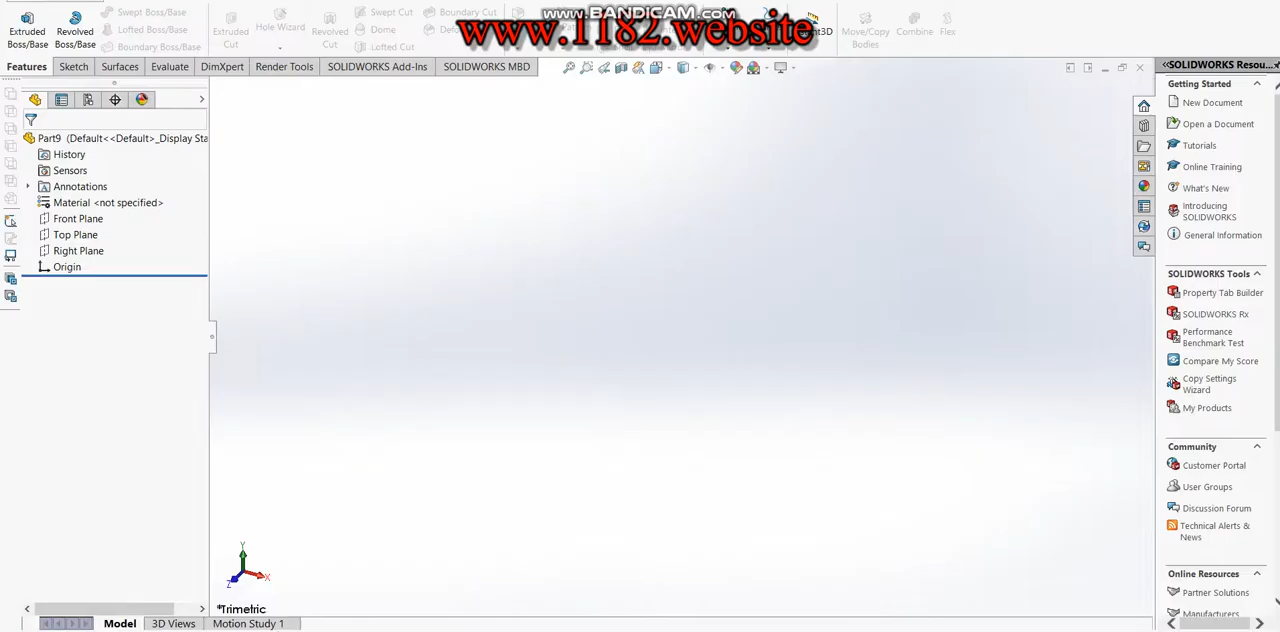 www.BANDICAM.com
www.1182.website
Extruded Boss/Base
Revolved Boss/Base
Swept Boss/Base
Lofted Boss/Base
Boundary Boss/Base
Extruded Cut
Hole Wizard
Revolved Cut
Swept Cut
Dome
Lofted Cut
Boundary Cut
Move/Copy Bodies
Combine
Flex
Features
Sketch
Surfaces
Evaluate
DimXpert
Render Tools
SOLIDWORKS Add-Ins
SOLIDWORKS MBD
Part9 (Default<<Default>_Display Sta
History
Sensors
Annotations
Material <not specified>
Front Plane
Top Plane
Right Plane
Origin
Y
X
Z
*Trimetric
Model
3D Views
Motion Study 1
SOLIDWORKS Resou...
Getting Started
New Document
Open a Document
Tutorials
Online Training
What's New
Introducing
SOLIDWORKS
General Information
SOLIDWORKS Tools
Property Tab Builder
SOLIDWORKS Rx
Performance
Benchmark Test
Compare My Score
Copy Settings
Wizard
My Products
Community
Customer Portal
User Groups
Discussion Forum
Technical Alerts &
News
Online Resources
Partner Solutions
Manufacturers